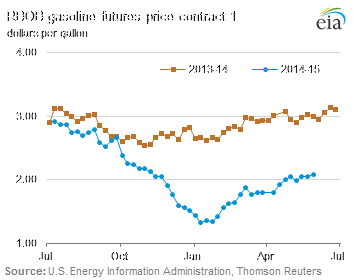 RBOB gasoline futures price contract 1
dollars per gallon
eia
4.00
2013-14
2014-15
3.00
2.00
1.00
Jul Oct Jan Apr Jul
Source: U.S. Energy Information Administration, Thomson Reuters